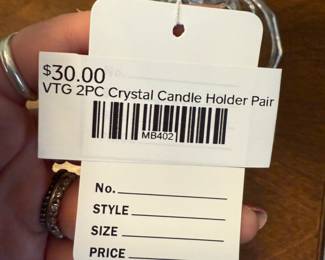 $30.00
VTG 2PC Crystal Candle Holder Pair
MB402
No.
STYLE
SIZE
PRICE